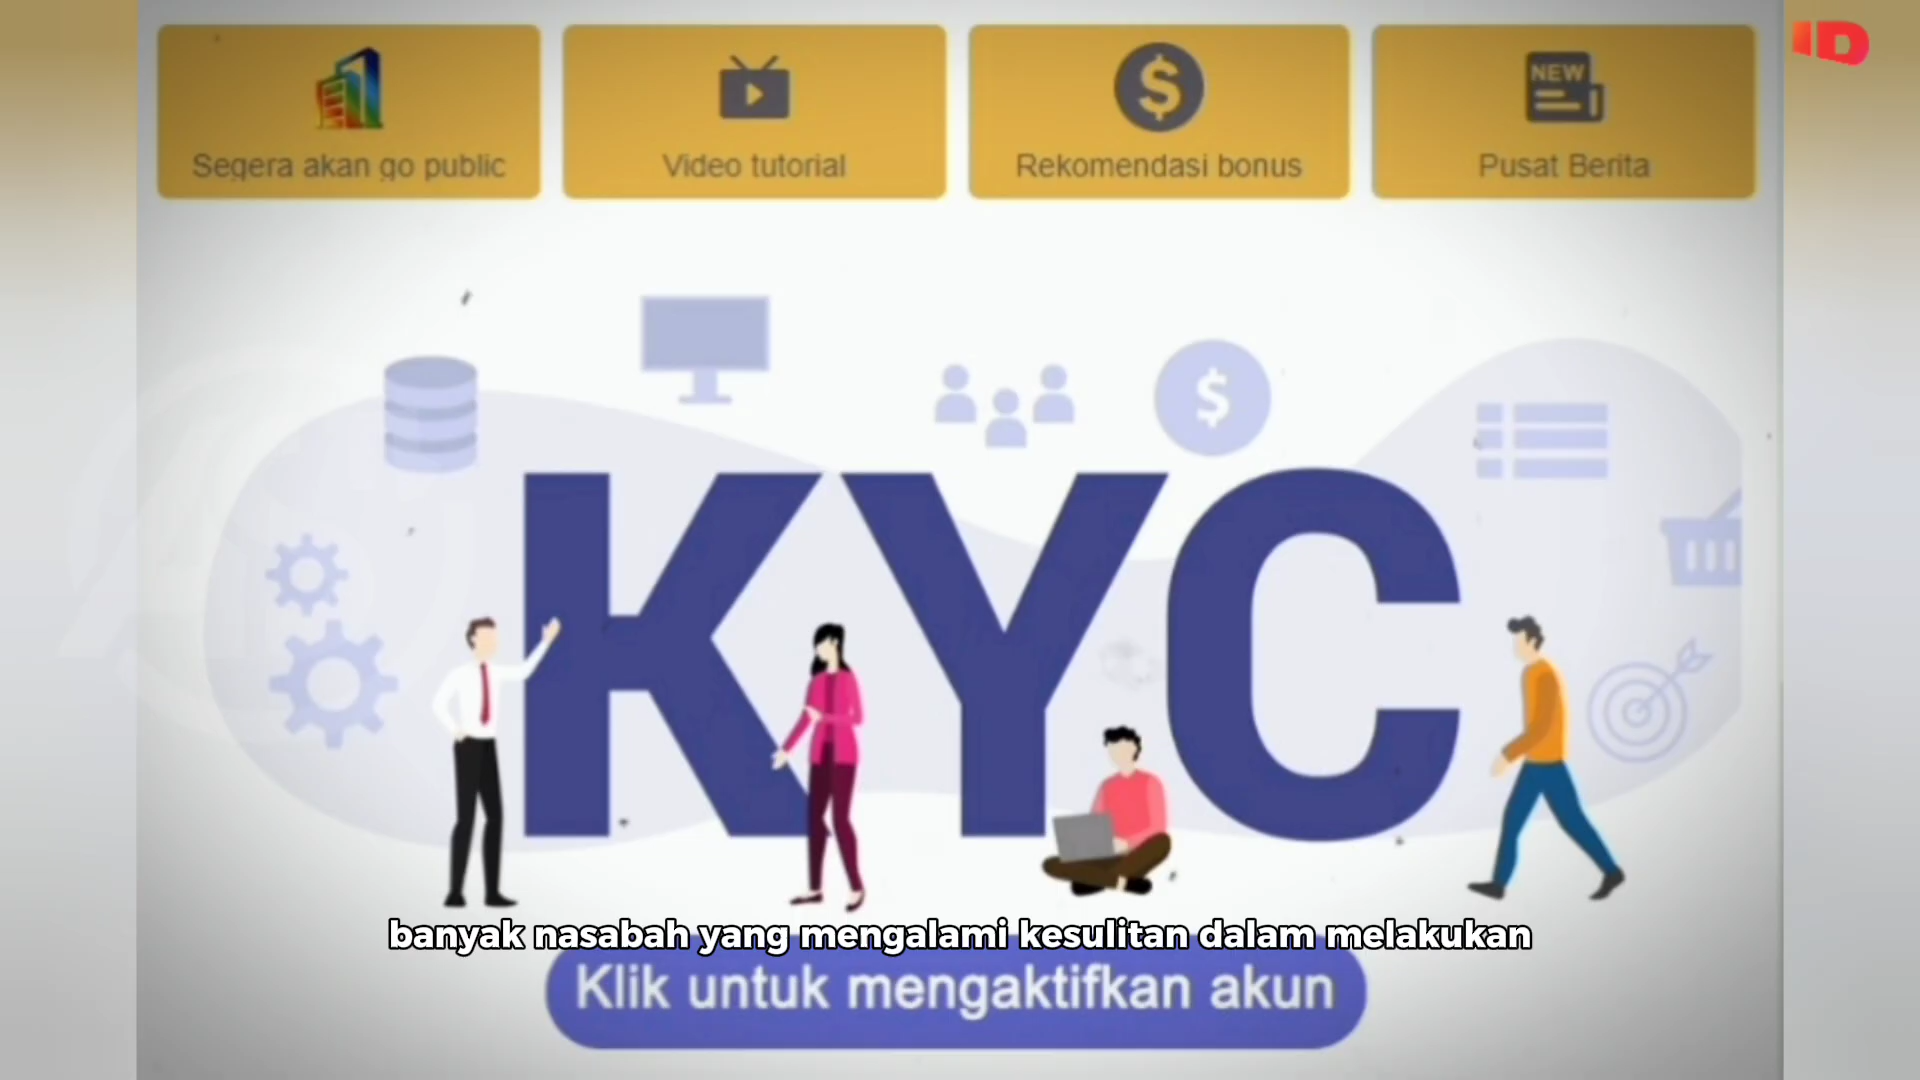 ID
Segera akan go public
Video tutorial
Rekomendasi bonus
NEW
Pusat Berita
KYC
banyak nasabah yang mengalami kesulitan dalam melakukan
Klik untuk mengaktifkan akun